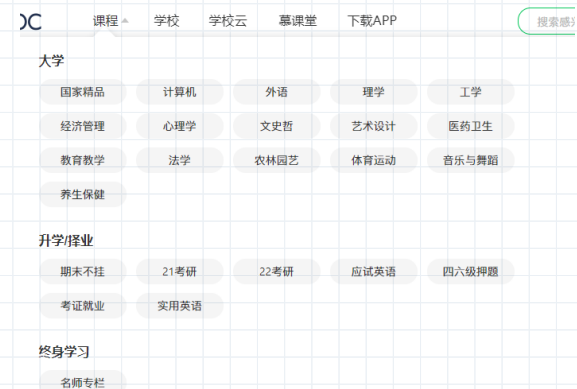 OC 课程 学校 学校云 慕课堂 下载APP 搜索感兴
大学
国家精品 计算机 外语 理学 工学
经济管理 心理学 文史哲 艺术设计 医药卫生
教育教学 法学 农林园艺 体育运动 音乐与舞蹈
养生保健
升学/择业
期末不挂 21考研 22考研 应试英语 四六级押题
考证就业 实用英语
终身学习
名师专栏